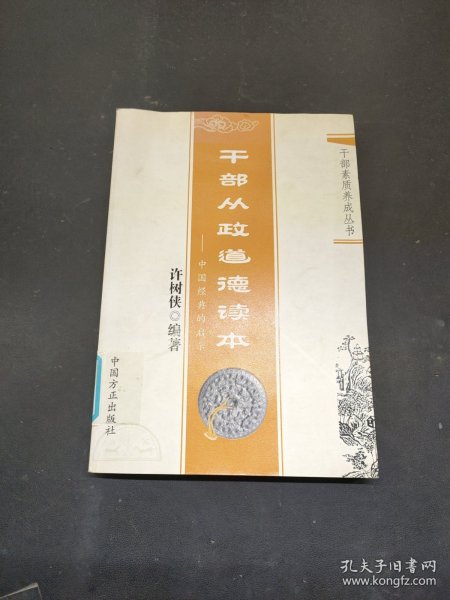 干部素质养成丛书
干部从政道德读本
——中国经典的启示
许树侠◎编著
中国方正出版社
孔夫子旧书网
www.kongfz.com